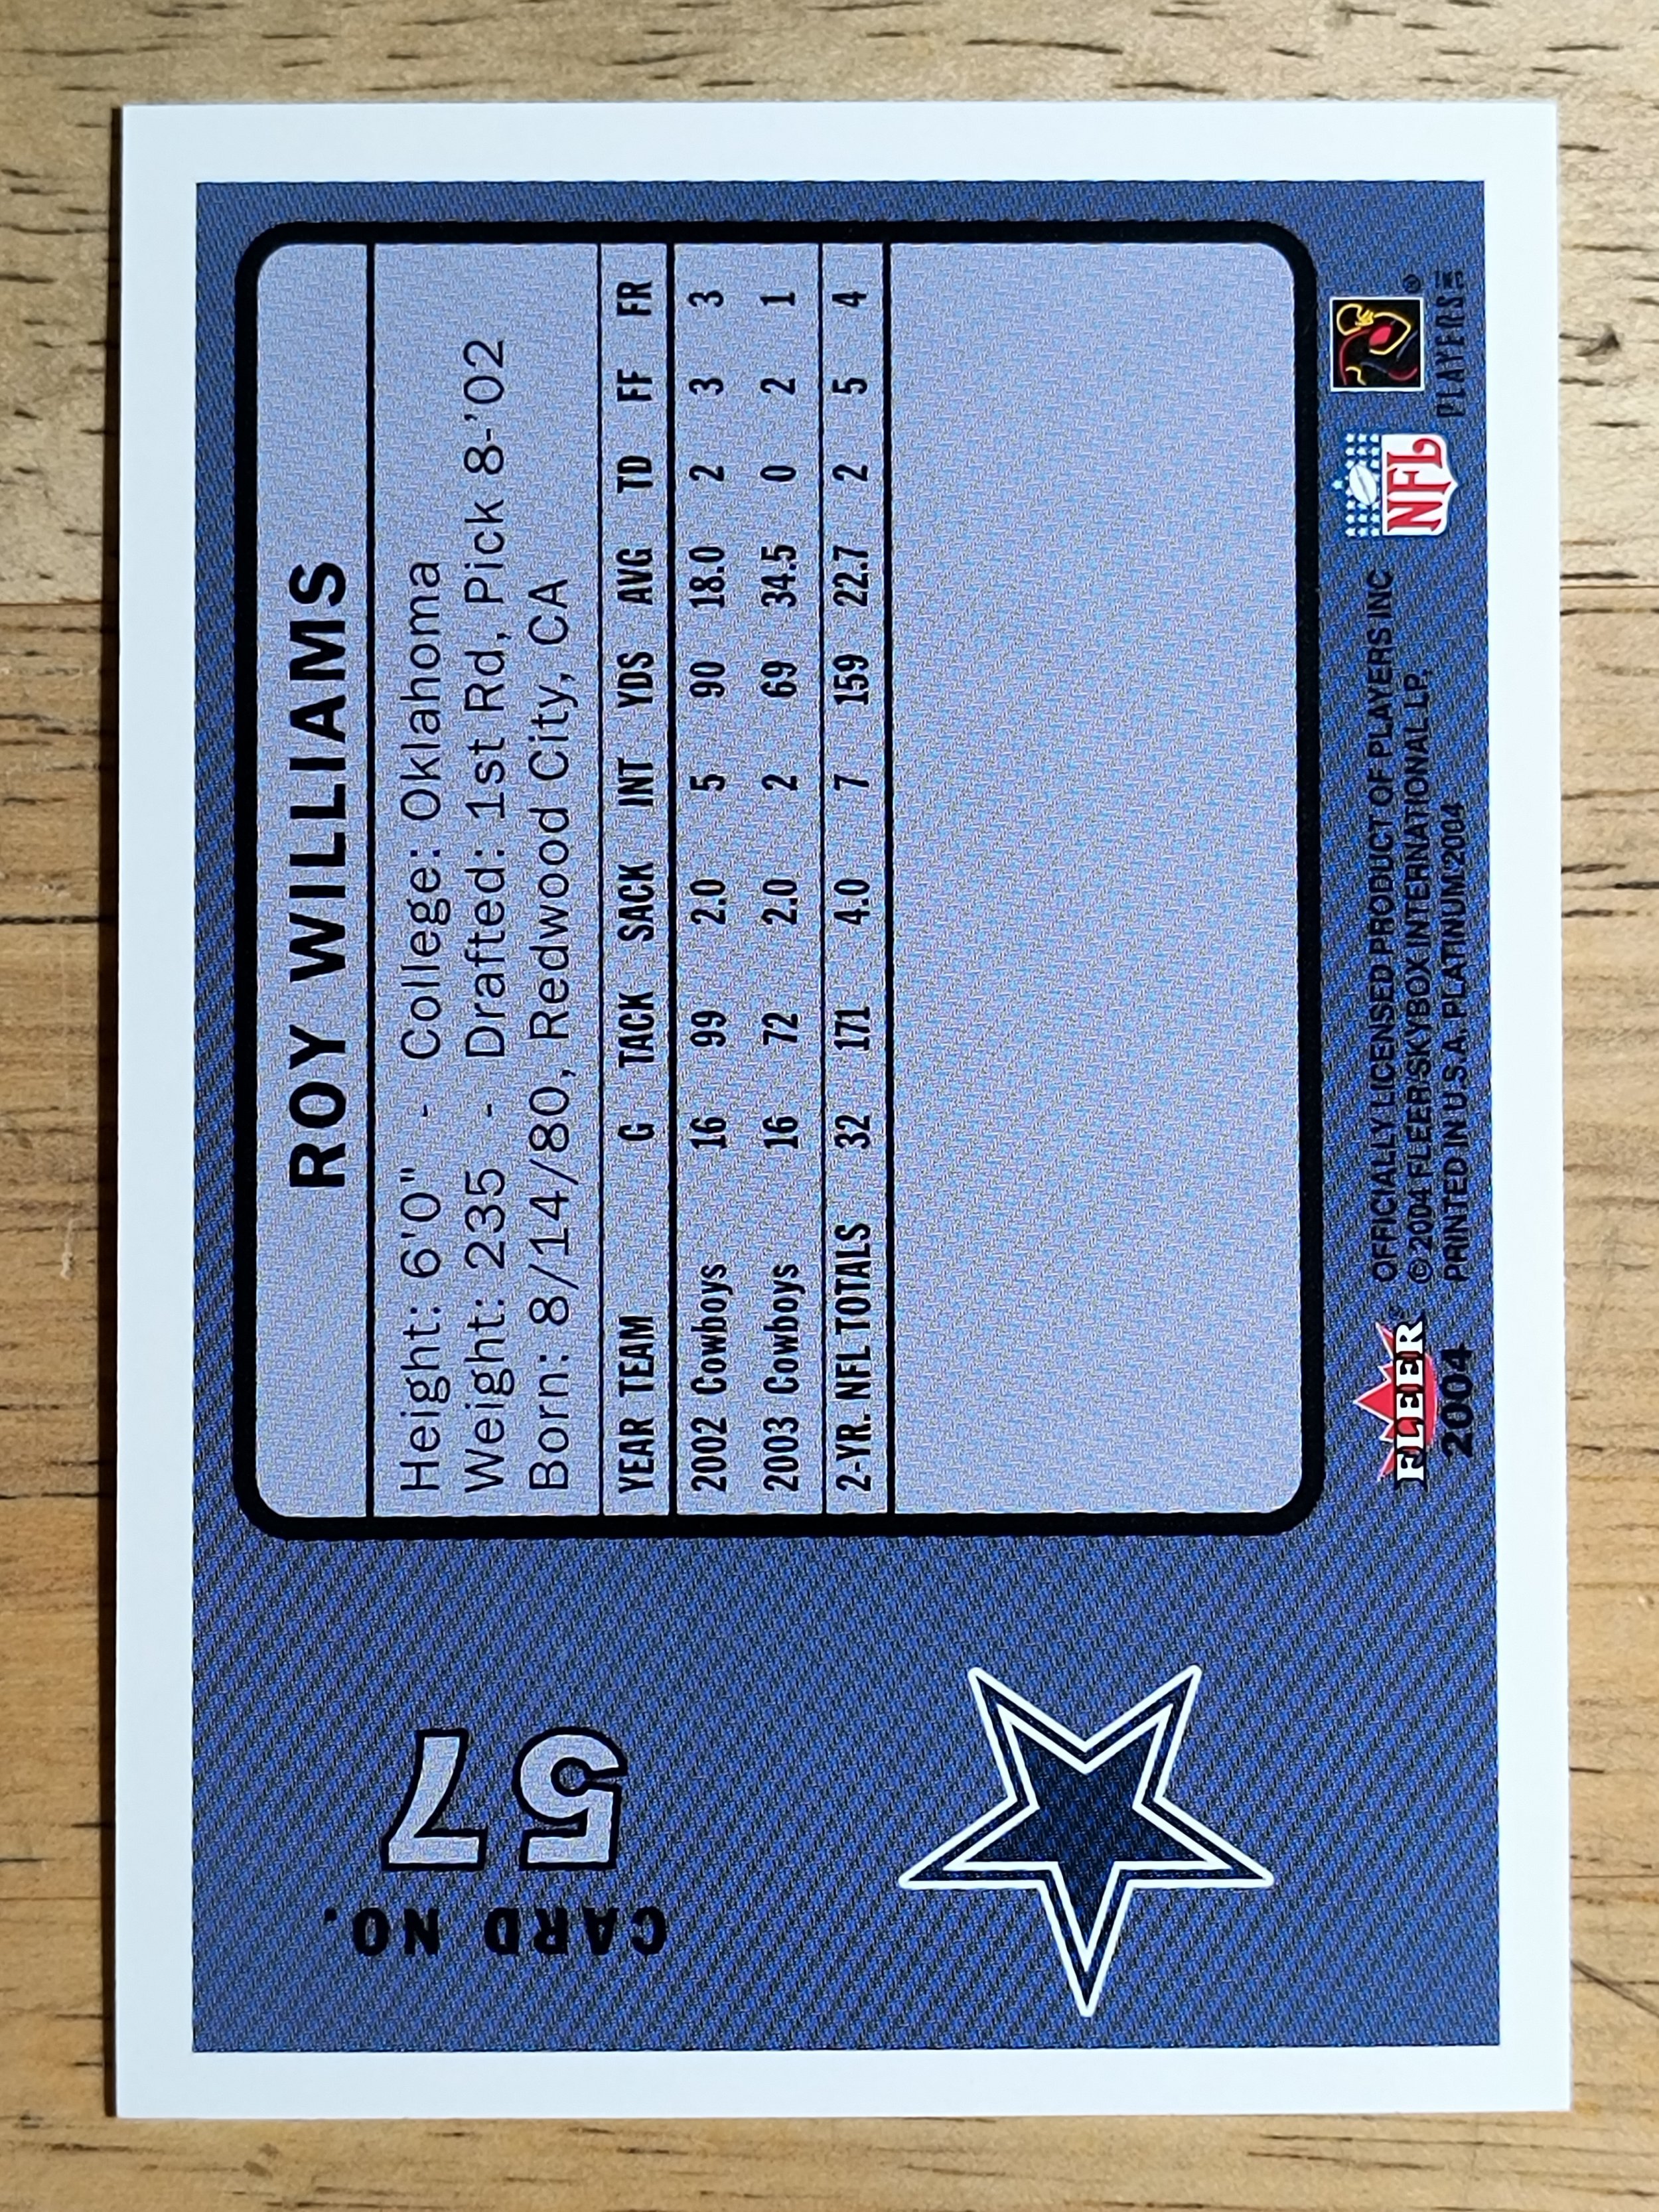 ROY WILLIAMS
Height: 6'0" - College: Oklahoma
Weight: 235 - Drafted: 1st Rd, Pick 8-'02
Born: 8/14/80, Redwood City, CA
YEAR TEAM G TACK SACK INT YDS AVG TD FF FR
2002 Cowboys 16 99 2.0 5 90 18.0 2 3 3
2003 Cowboys 16 72 2.0 2 69 34.5 0 2 1
2-YR. NFL TOTALS 32 171 4.0 7 159 22.7 2 5 4
CARD NO.
57
FLEER
2004
OFFICIALLY LICENSED PRODUCT OF PLAYERS INC
© 2004 FLEER/SKYBOX INTERNATIONAL LP.
PRINTED IN U.S.A. PLATINUM 2004
NFL
PLAYERS INC